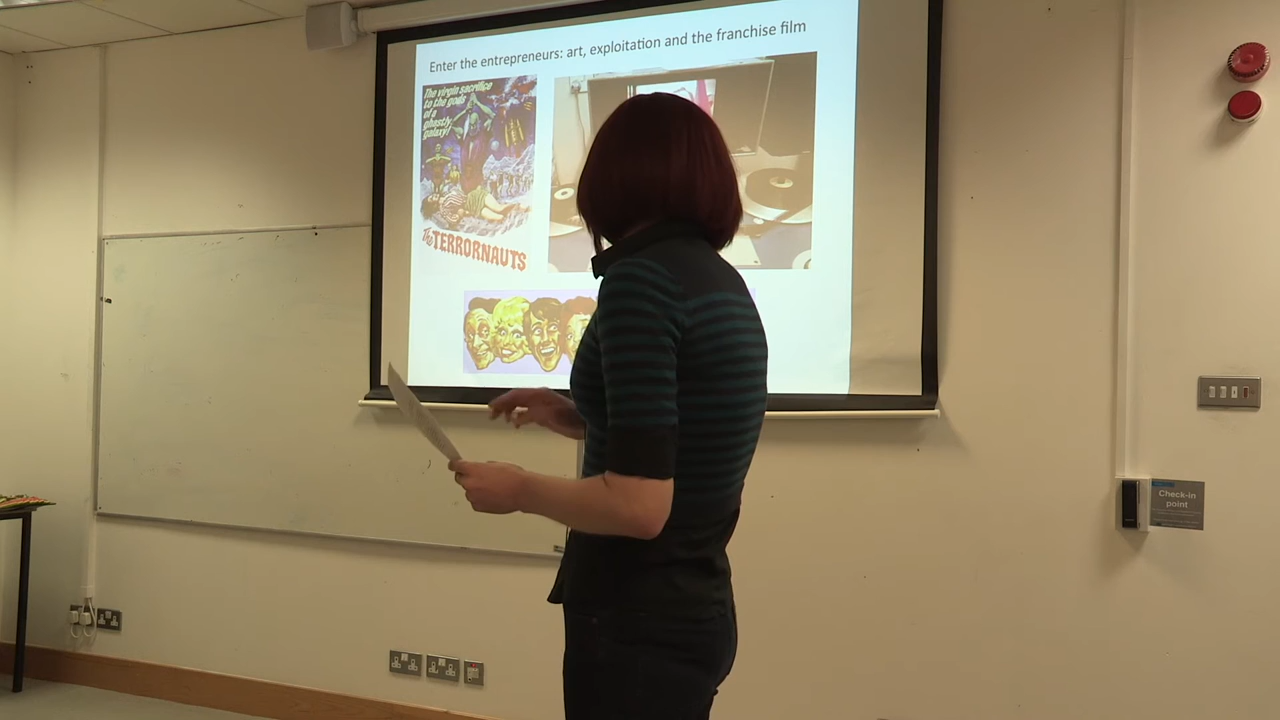 Enter the entrepreneurs: art, exploitation and the franchise film
The virgin sacrifice
to the gods
of a
ghastly
galaxy!
The TERRORNAUTS
Check-in
point